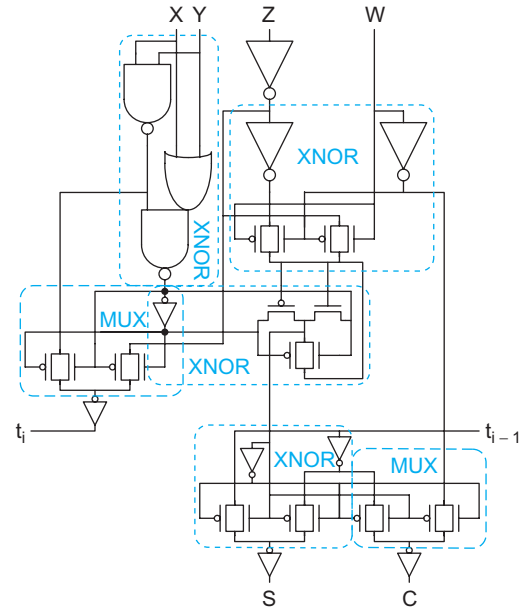 X Y Z W
XNOR
XNOR
MUX
XNOR
tᵢ
tᵢ₋₁
XNOR
MUX
S C